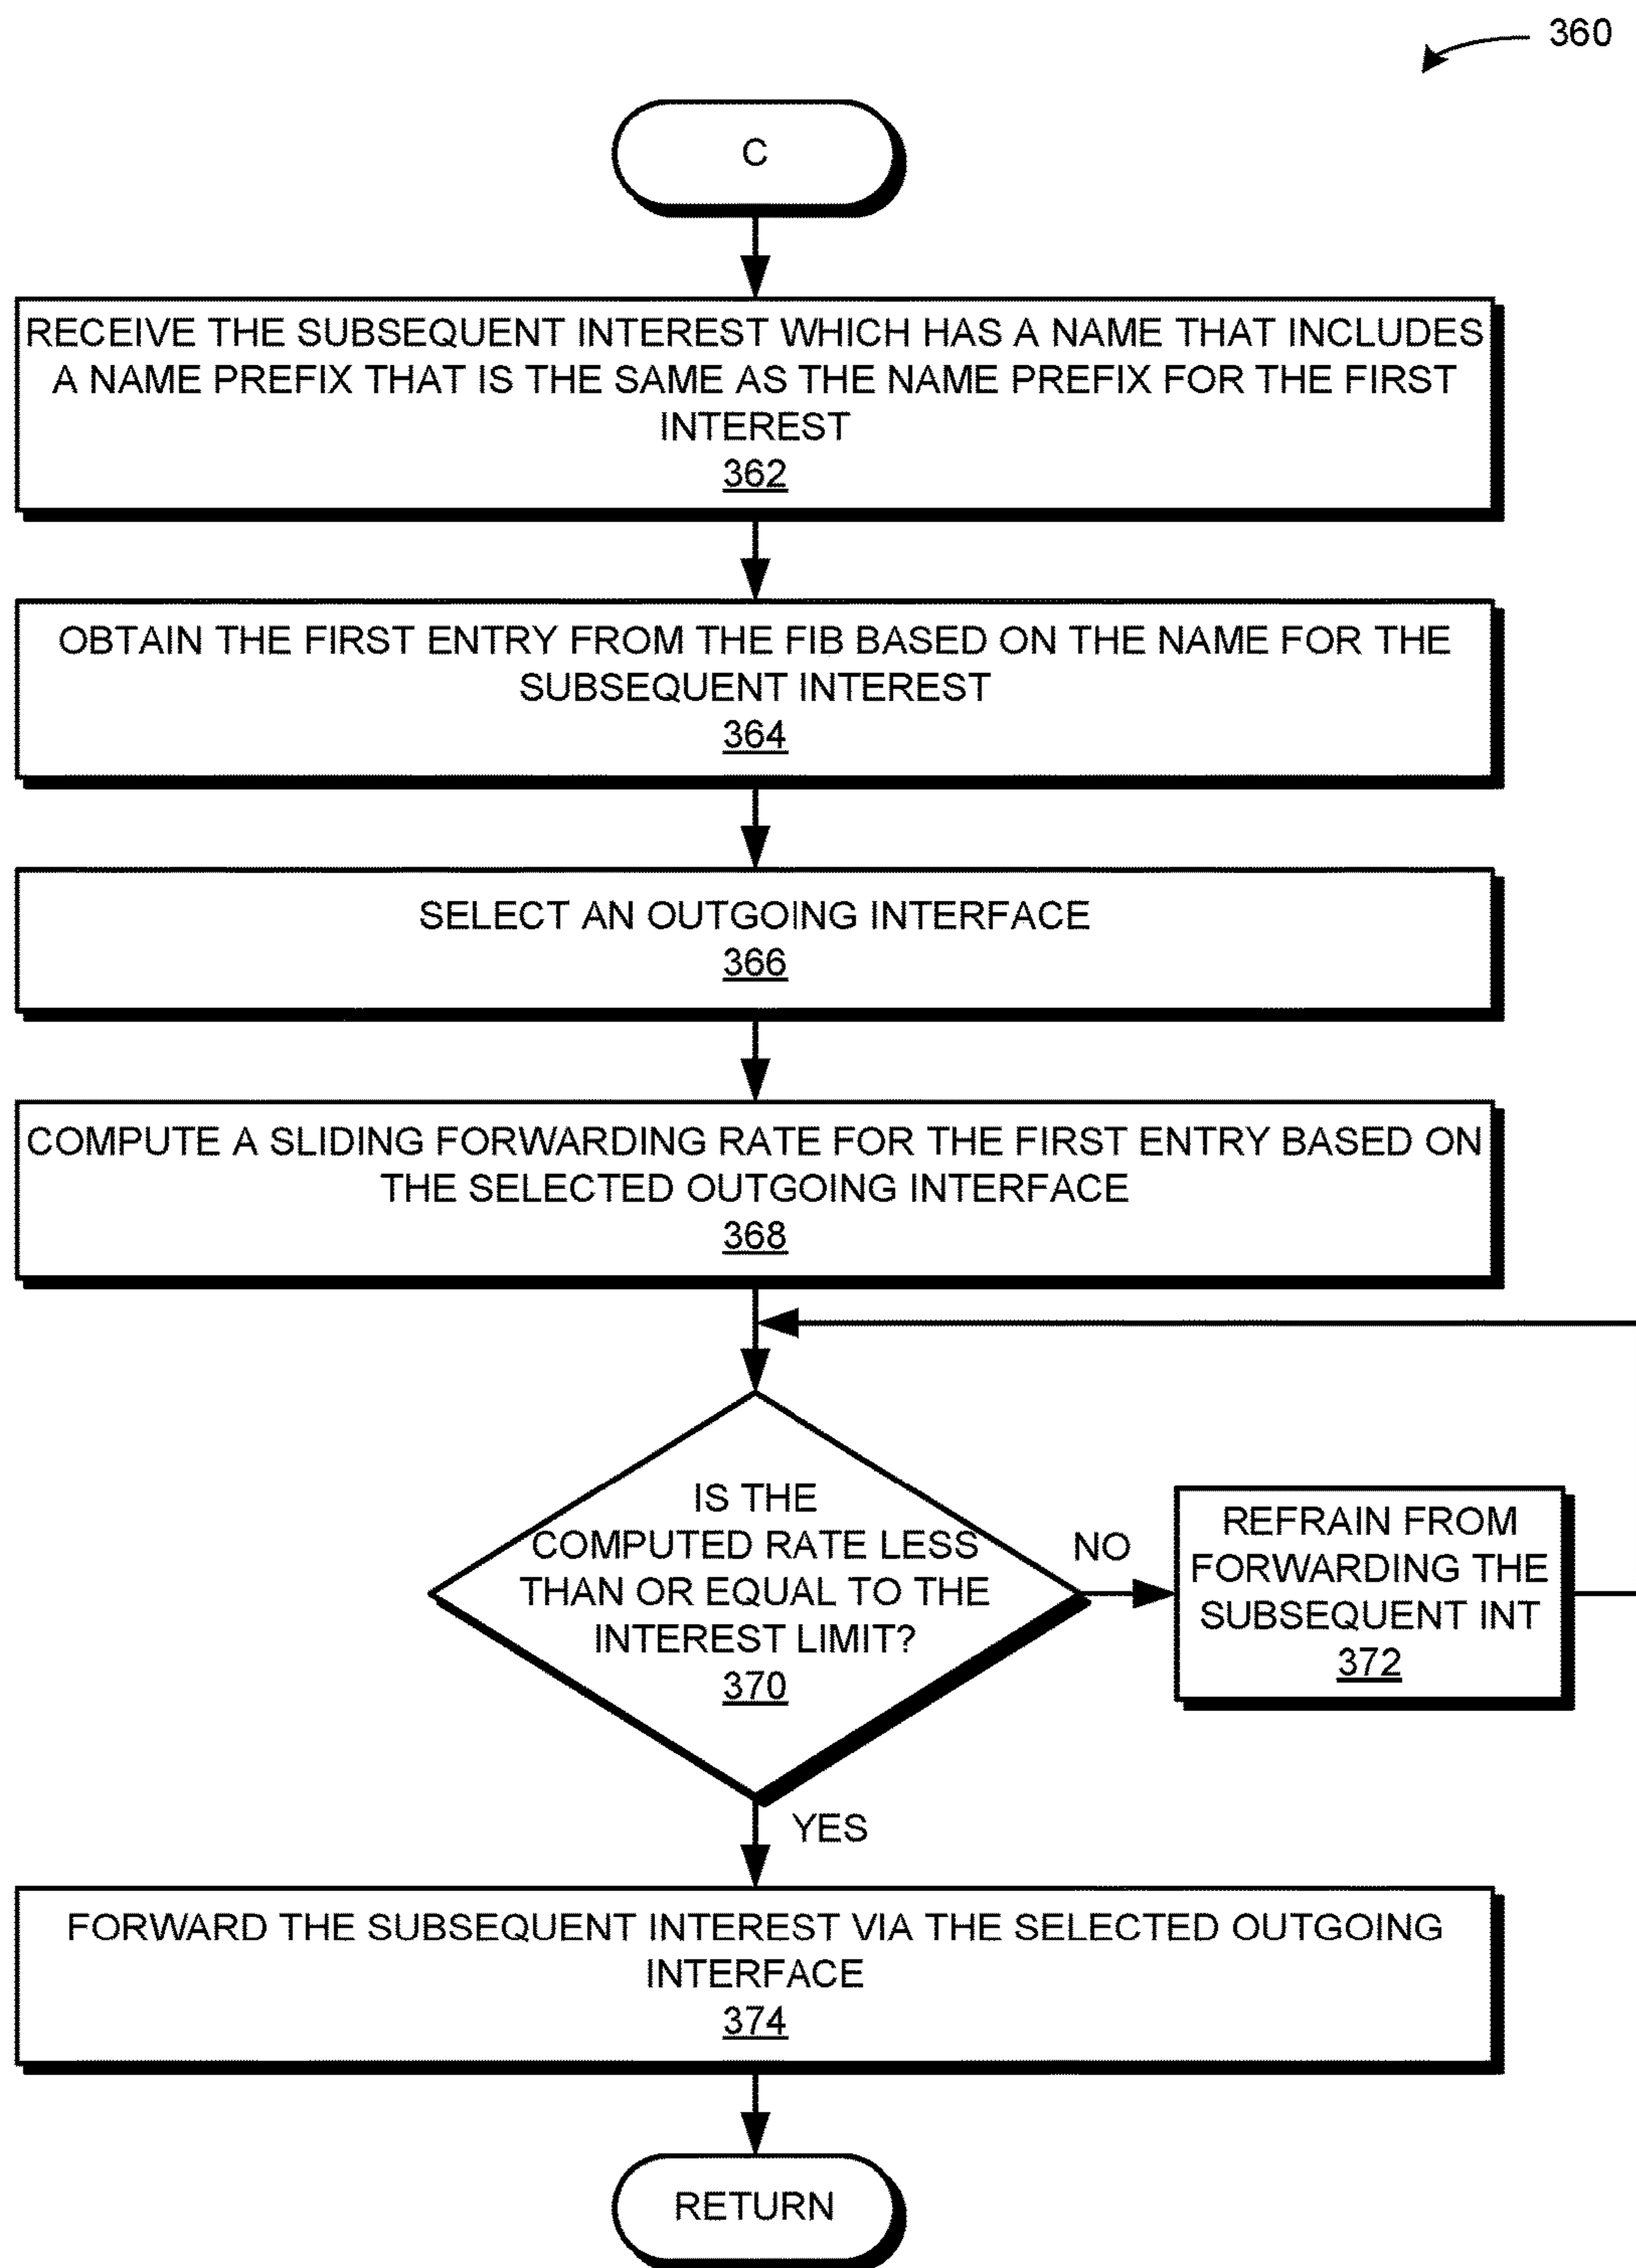 360
C
RECEIVE THE SUBSEQUENT INTEREST WHICH HAS A NAME THAT INCLUDES
A NAME PREFIX THAT IS THE SAME AS THE NAME PREFIX FOR THE FIRST
INTEREST
362
OBTAIN THE FIRST ENTRY FROM THE FIB BASED ON THE NAME FOR THE
SUBSEQUENT INTEREST
364
SELECT AN OUTGOING INTERFACE
366
COMPUTE A SLIDING FORWARDING RATE FOR THE FIRST ENTRY BASED ON
THE SELECTED OUTGOING INTERFACE
368
IS THE
COMPUTED RATE LESS
THAN OR EQUAL TO THE
INTEREST LIMIT?
370
NO
REFRAIN FROM
FORWARDING THE
SUBSEQUENT INT
372
YES
FORWARD THE SUBSEQUENT INTEREST VIA THE SELECTED OUTGOING
INTERFACE
374
RETURN